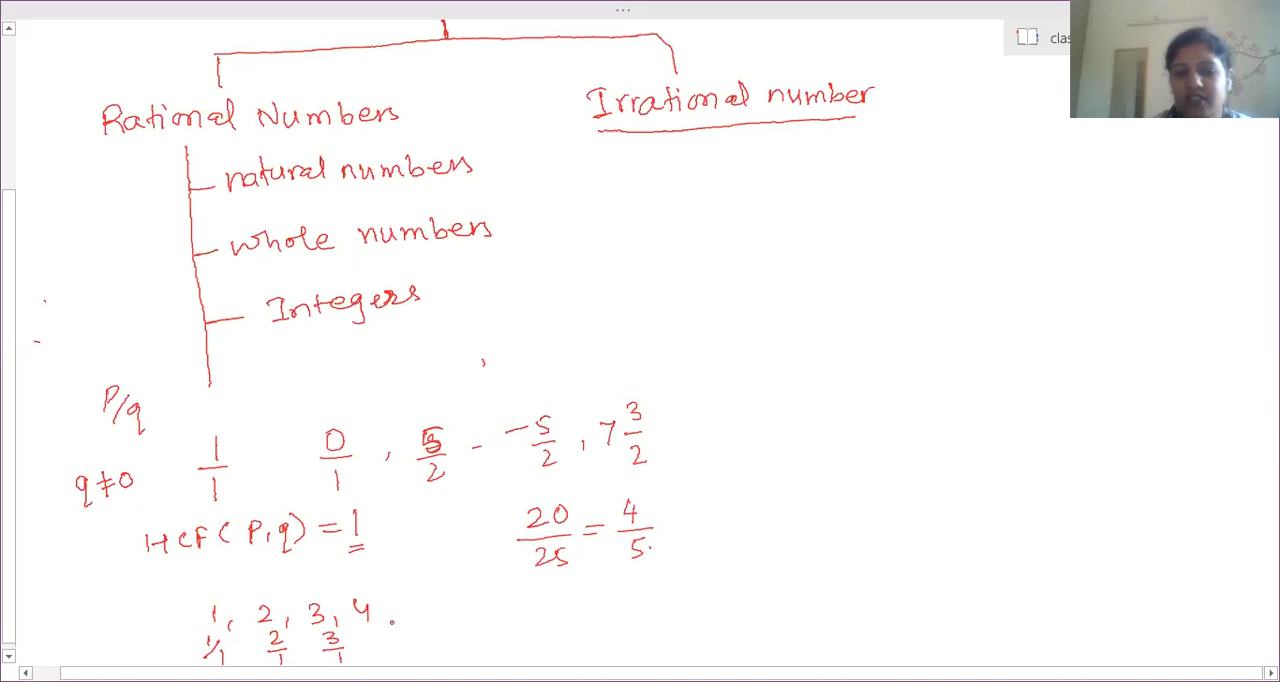 clas
Rational Numbers
Irrational number
natural numbers
whole numbers
Integers
P/q
1/1 0/1 , 5/2 - -5/2 , 7 3/2
q≠0
HCF(P,q) = 1
20/25 = 4/5.
1, 2, 3, 4 .
1/1 2/1 3/1